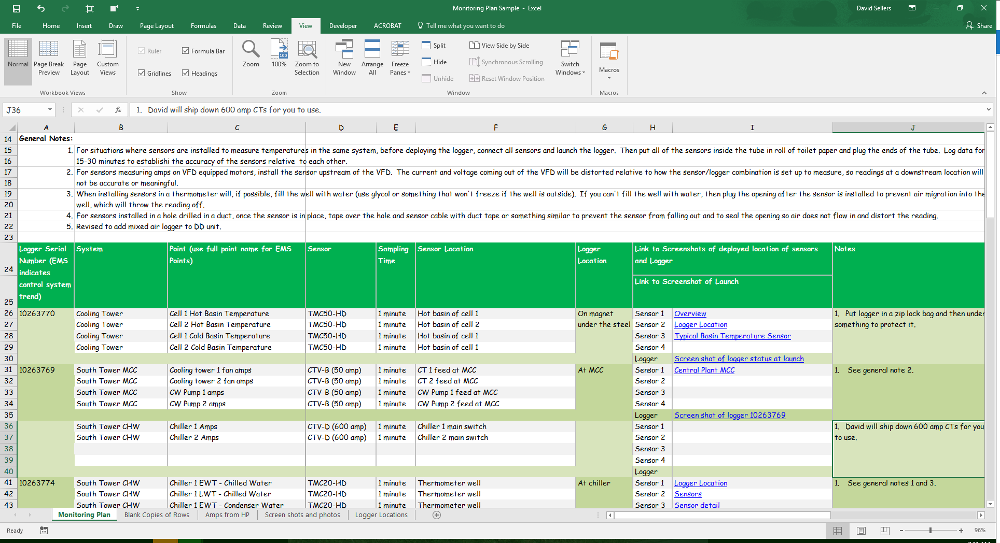 Monitoring Plan Sample - Excel
David Sellers
File Home Insert Draw Page Layout Formulas Data Review View Developer ACROBAT Tell me what you want to do Share
Normal
Page Break Preview
Page Layout
Custom Views
Workbook Views
Ruler
Formula Bar
Gridlines
Headings
Show
Zoom
100
100%
Zoom to Selection
Zoom
New Window
Arrange All
Freeze Panes
Split
Hide
Unhide
View Side by Side
Synchronous Scrolling
Reset Window Position
Window
Switch Windows
Macros
Macros
J36
fx
1. David will ship down 600 amp CTs for you to use.
A B C D E F G H I J
14 General Notes:
15 1. For situations where sensors are installed to measure temperatures in the same system, before deploying the logger, connect all sensors and launch the logger. Then put all of the sensors inside the tube in roll of toilet paper and plug the ends of the tube. Log data for
16 15-30 minutes to establishi the accuracy of the sensors relative to each other.
17 2. For sensors measuring amps on VFD equipped motors, install the sensor upstream of the VFD. The current and voltage coming out of the VFD will be distorted relative to how the sensor/logger combination is set up to measure, so readings at a downstream location will
18 not be accurate or meaningful.
19 3. When installing sensors in a thermometer will, if possible, fill the well with water (use glycol or something that won't freeze if the well is outside). If you can't fill the well with water, then plug the opening after the sensor is installed to prevent air migration into the
20 well, which will throw the reading off.
21 4. For sensors installed in a hole drilled in a duct, once the sensor is in place, tape over the hole and sensor cable with duct tape or something similar to prevent the sensor from falling out and to seal the opening so air does not flow in and distort the reading.
22 5. Revised to add mixed air logger to DD unit.
23
24
25
Logger Serial Number (EMS indicates control system trend)
System
Point (use full point name for EMS Points)
Sensor
Sampling Time
Sensor Location
Logger Location
Link to Screenshots of deployed location of sensors and Logger
Link to Screenshot of Launch
Notes
26 10263770 Cooling Tower Cell 1 Hot Basin Temperature TMC50-HD 1 minute Hot basin of cell 1 On magnet Sensor 1 Overview 1. Put logger in a zip lock bag and then under
27 Cooling Tower Cell 2 Hot Basin Temperature TMC50-HD 1 minute Hot basin of cell 2 under the steel Sensor 2 Logger Location something to protect it.
28 Cooling Tower Cell 1 Cold Basin Temperature TMC50-HD 1 minute Hot basin of cell 1 Sensor 3 Typical Basin Temperature Sensor
29 Cooling Tower Cell 2 Cold Basin Temperature TMC50-HD 1 minute Hot basin of cell 1 Sensor 4
30 Logger Screen shot of logger status at launch
31 10263769 South Tower MCC Cooling tower 1 fan amps CTV-B (50 amp) 1 minute CT 1 feed at MCC At MCC Sensor 1 Central Plant MCC 1. See general note 2.
32 South Tower MCC Cooling tower 2 fan amps CTV-B (50 amp) 1 minute CT 2 feed at MCC Sensor 2
33 South Tower MCC CW Pump 1 amps CTV-B (50 amp) 1 minute CW Pump 1 feed at MCC Sensor 3
34 South Tower MCC CW Pump 2 amps CTV-B (50 amp) 1 minute CW Pump 2 feed at MCC Sensor 4
35 Logger Screen shot of logger 10263769
36 South Tower CHW Chiller 1 Amps CTV-D (600 amp) 1 minute Chiller 1 main switch Sensor 1 1. David will ship down 600 amp CTs for you
37 South Tower CHW Chiller 2 Amps CTV-D (600 amp) 1 minute Chiller 2 main switch Sensor 2 to use.
38 Sensor 3
39 Sensor 4
40 Logger
41 10263774 South Tower CHW Chiller 1 EWT - Chilled Water TMC20-HD 1 minute Thermometer well At chiller Sensor 1 Logger Location 1. See general notes 1 and 3.
42 South Tower CHW Chiller 1 LWT - Chilled Water TMC20-HD 1 minute Thermometer well Sensor 2 Sensors
43 South Tower CHW Chiller 1 EWT - Condenser Water TMC20-HD 1 minute Thermometer well Sensor 3 Sensor detail
Monitoring Plan Blank Copies of Rows Amps from HP Screen shots and photos Logger Locations
Ready
96%